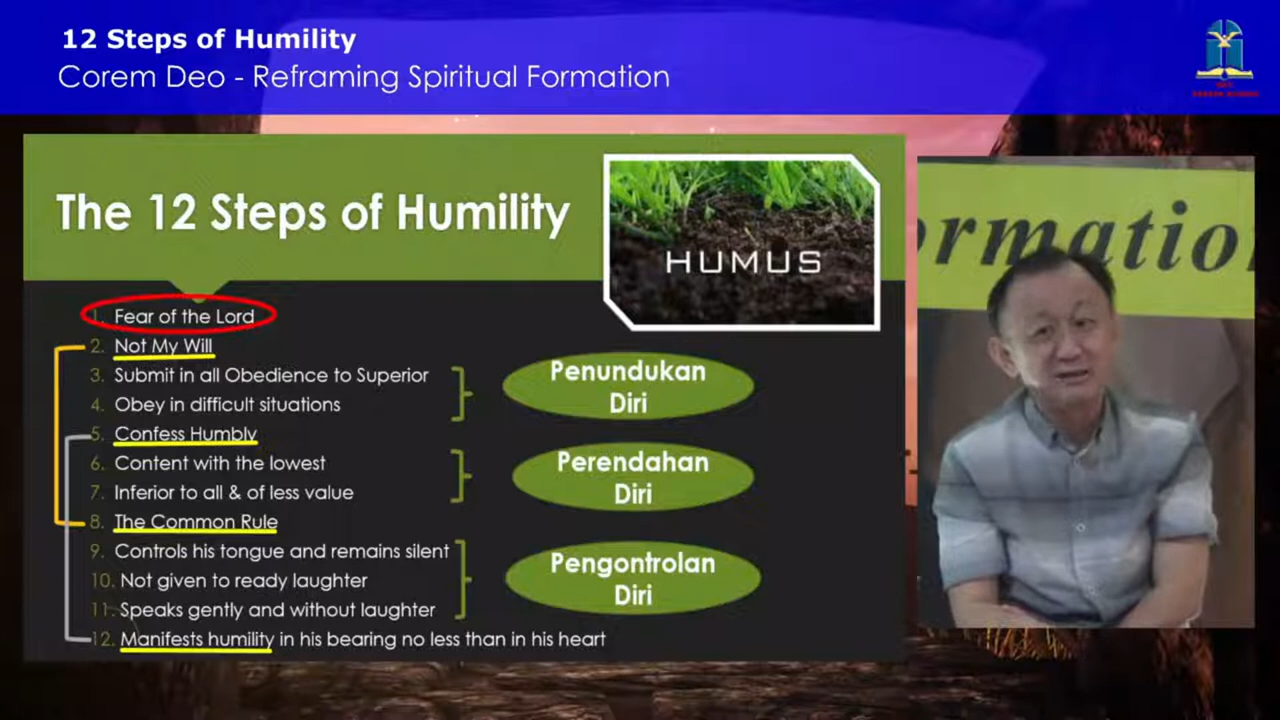 12 Steps of Humility
Corem Deo - Reframing Spiritual Formation
The 12 Steps of Humility
HUMUS
ormatio
1. Fear of the Lord
2. Not My Will
3. Submit in all Obedience to Superior
4. Obey in difficult situations
Penundukan
Diri
5. Confess Humbly
6. Content with the lowest
7. Inferior to all & of less value
Perendahan
Diri
8. The Common Rule
9. Controls his tongue and remains silent
10. Not given to ready laughter
11. Speaks gently and without laughter
Pengontrolan
Diri
12. Manifests humility in his bearing no less than in his heart